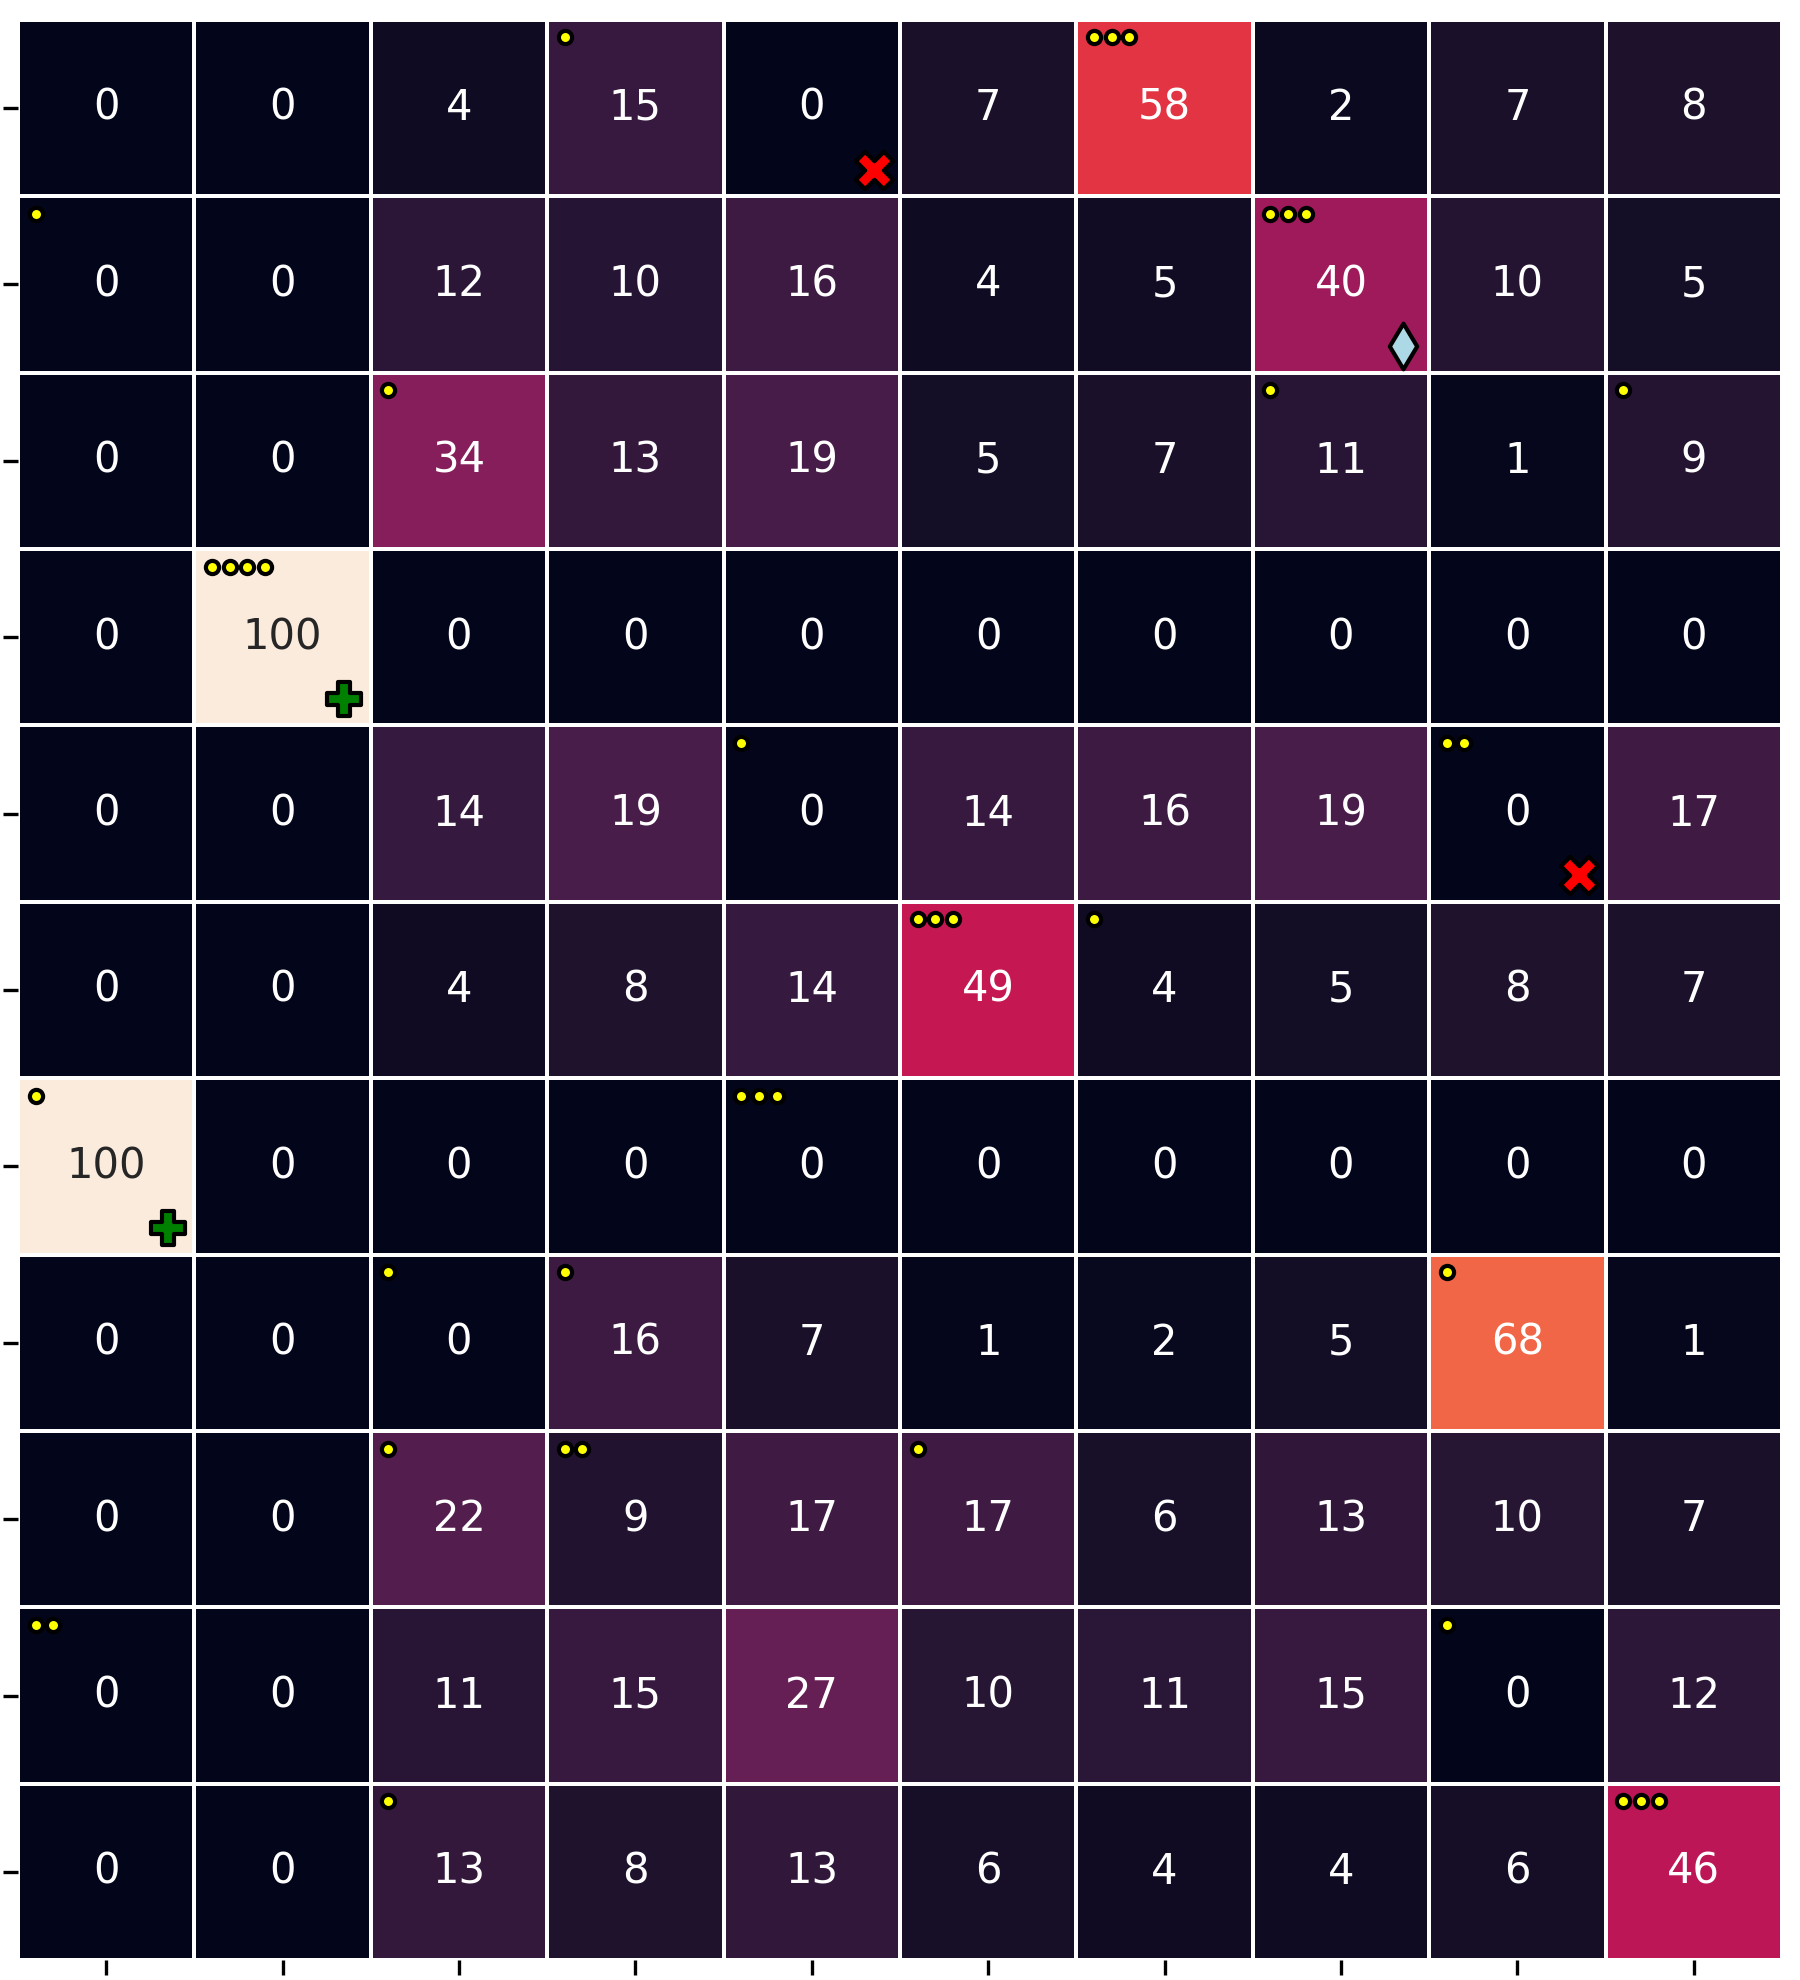 0 0 4 15 0 7 58 2 7 8
0 0 12 10 16 4 5 40 10 5
0 0 34 13 19 5 7 11 1 9
0 100 0 0 0 0 0 0 0 0
0 0 14 19 0 14 16 19 0 17
0 0 4 8 14 49 4 5 8 7
100 0 0 0 0 0 0 0 0 0
0 0 0 16 7 1 2 5 68 1
0 0 22 9 17 17 6 13 10 7
0 0 11 15 27 10 11 15 0 12
0 0 13 8 13 6 4 4 6 46